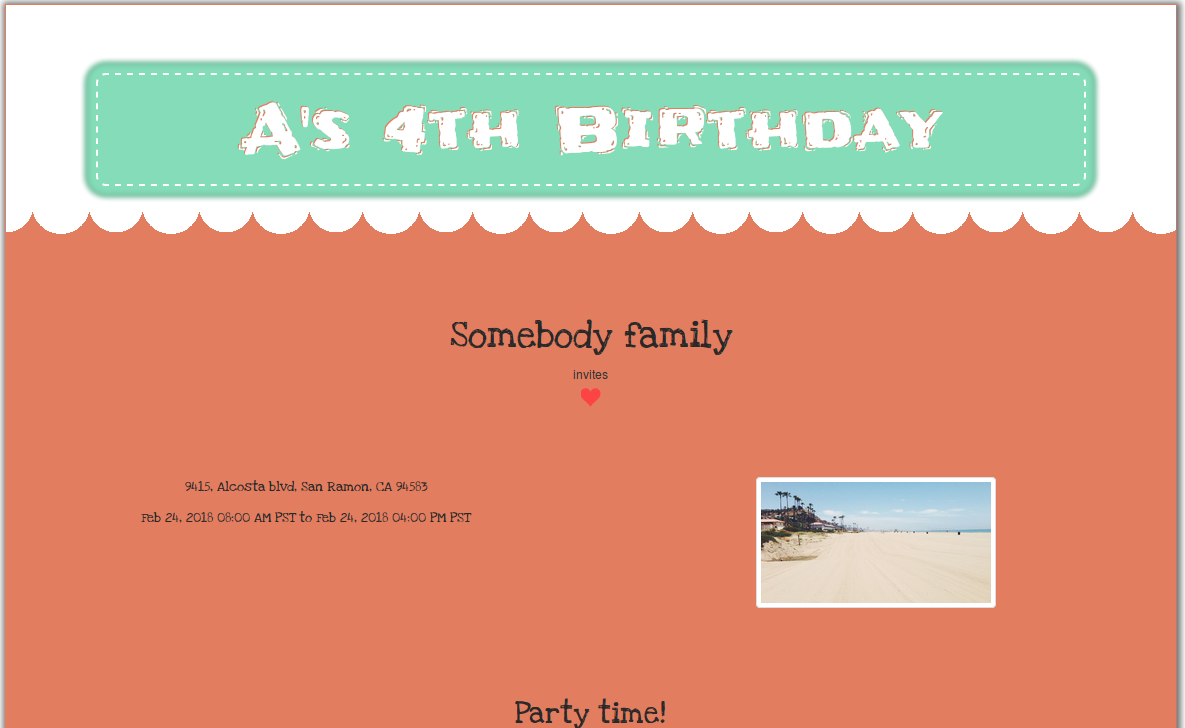 A's 4th Birthday
Somebody family
invites
9415, Alcosta blvd, San Ramon, CA 94583
Feb 24, 2018 08:00 AM PST to Feb 24, 2018 04:00 PM PST
Party time!